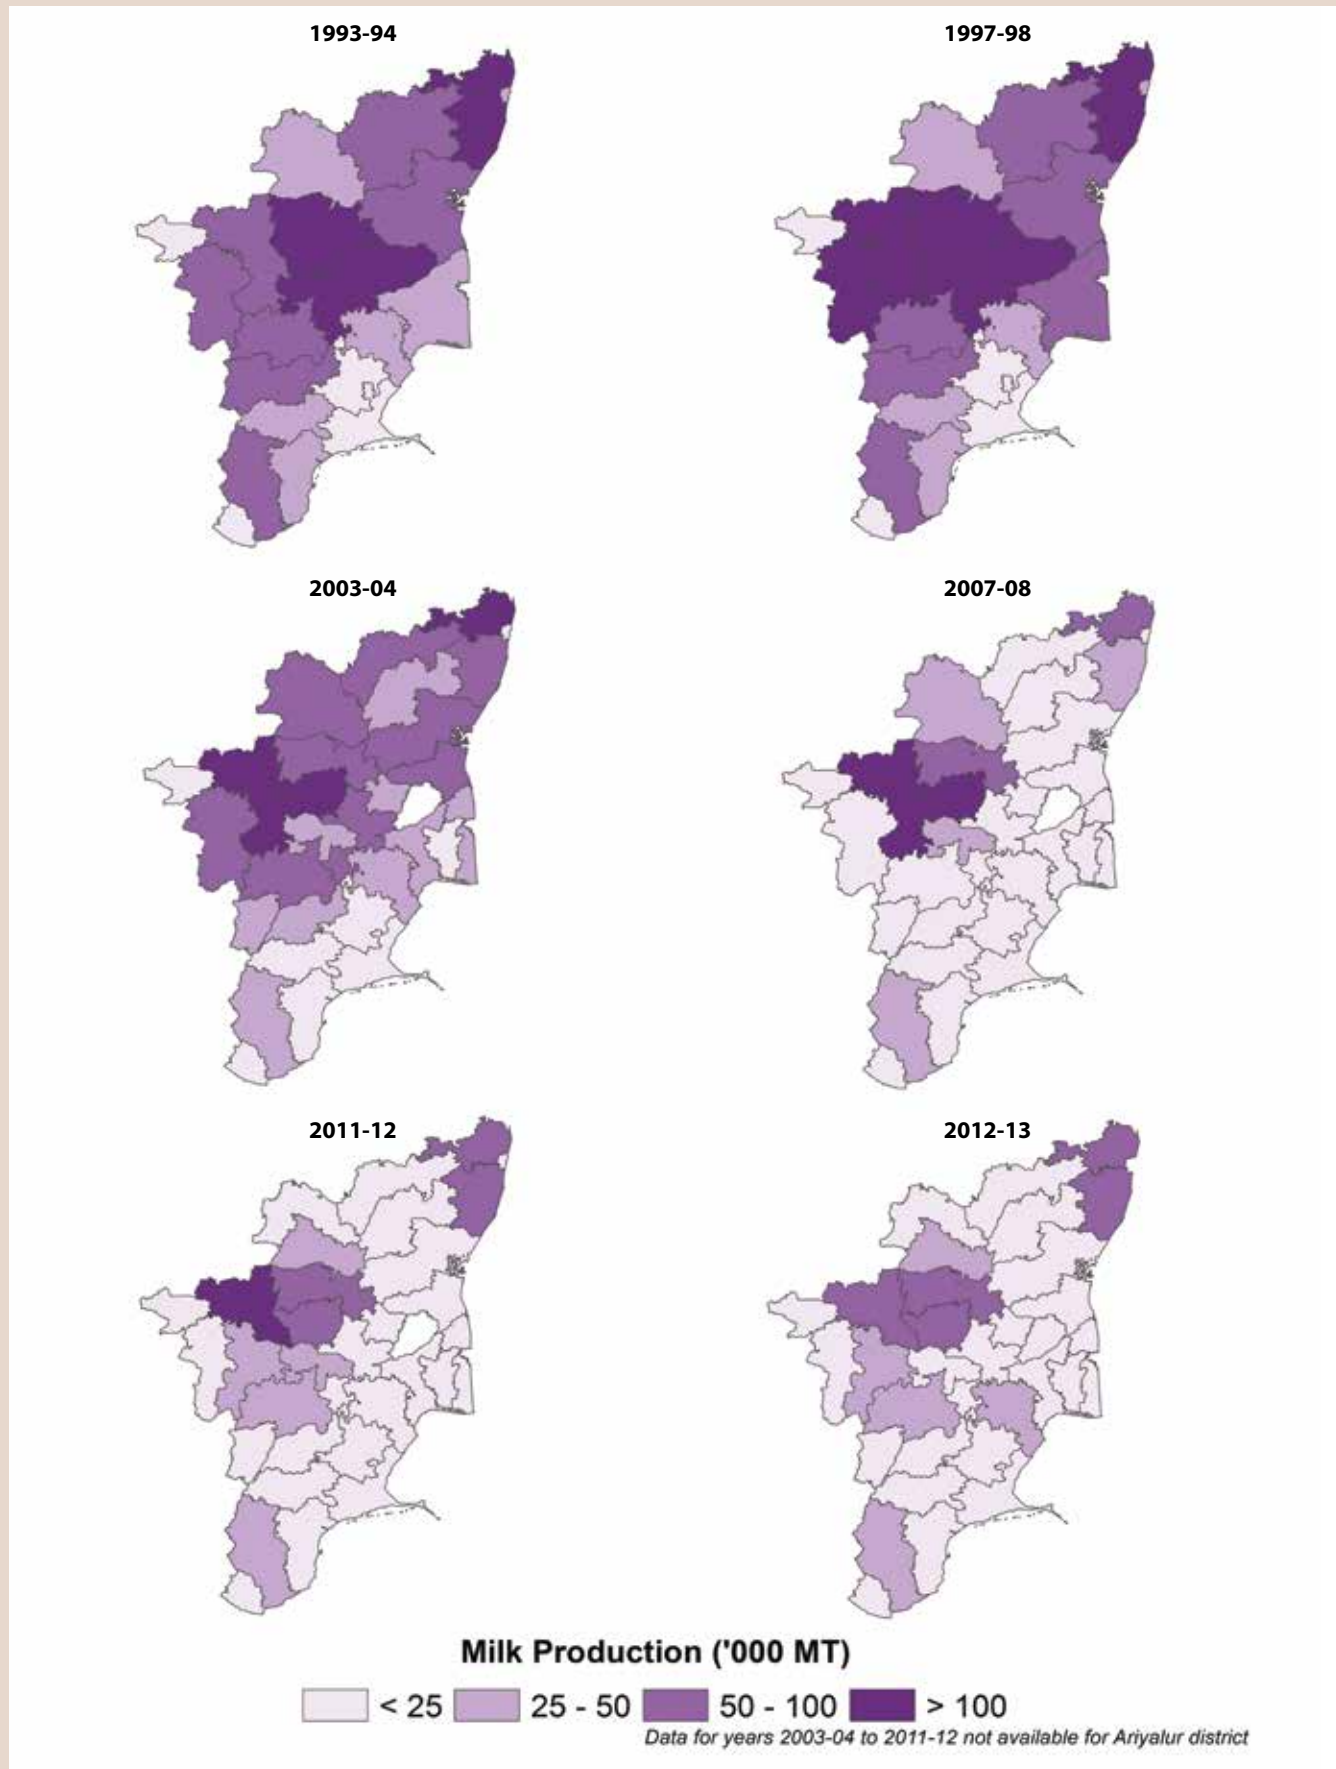 1993-94
1997-98
2003-04
2007-08
2011-12
2012-13
Milk Production ('000 MT)
< 25 25 - 50 50 - 100 > 100
Data for years 2003-04 to 2011-12 not available for Ariyalur district